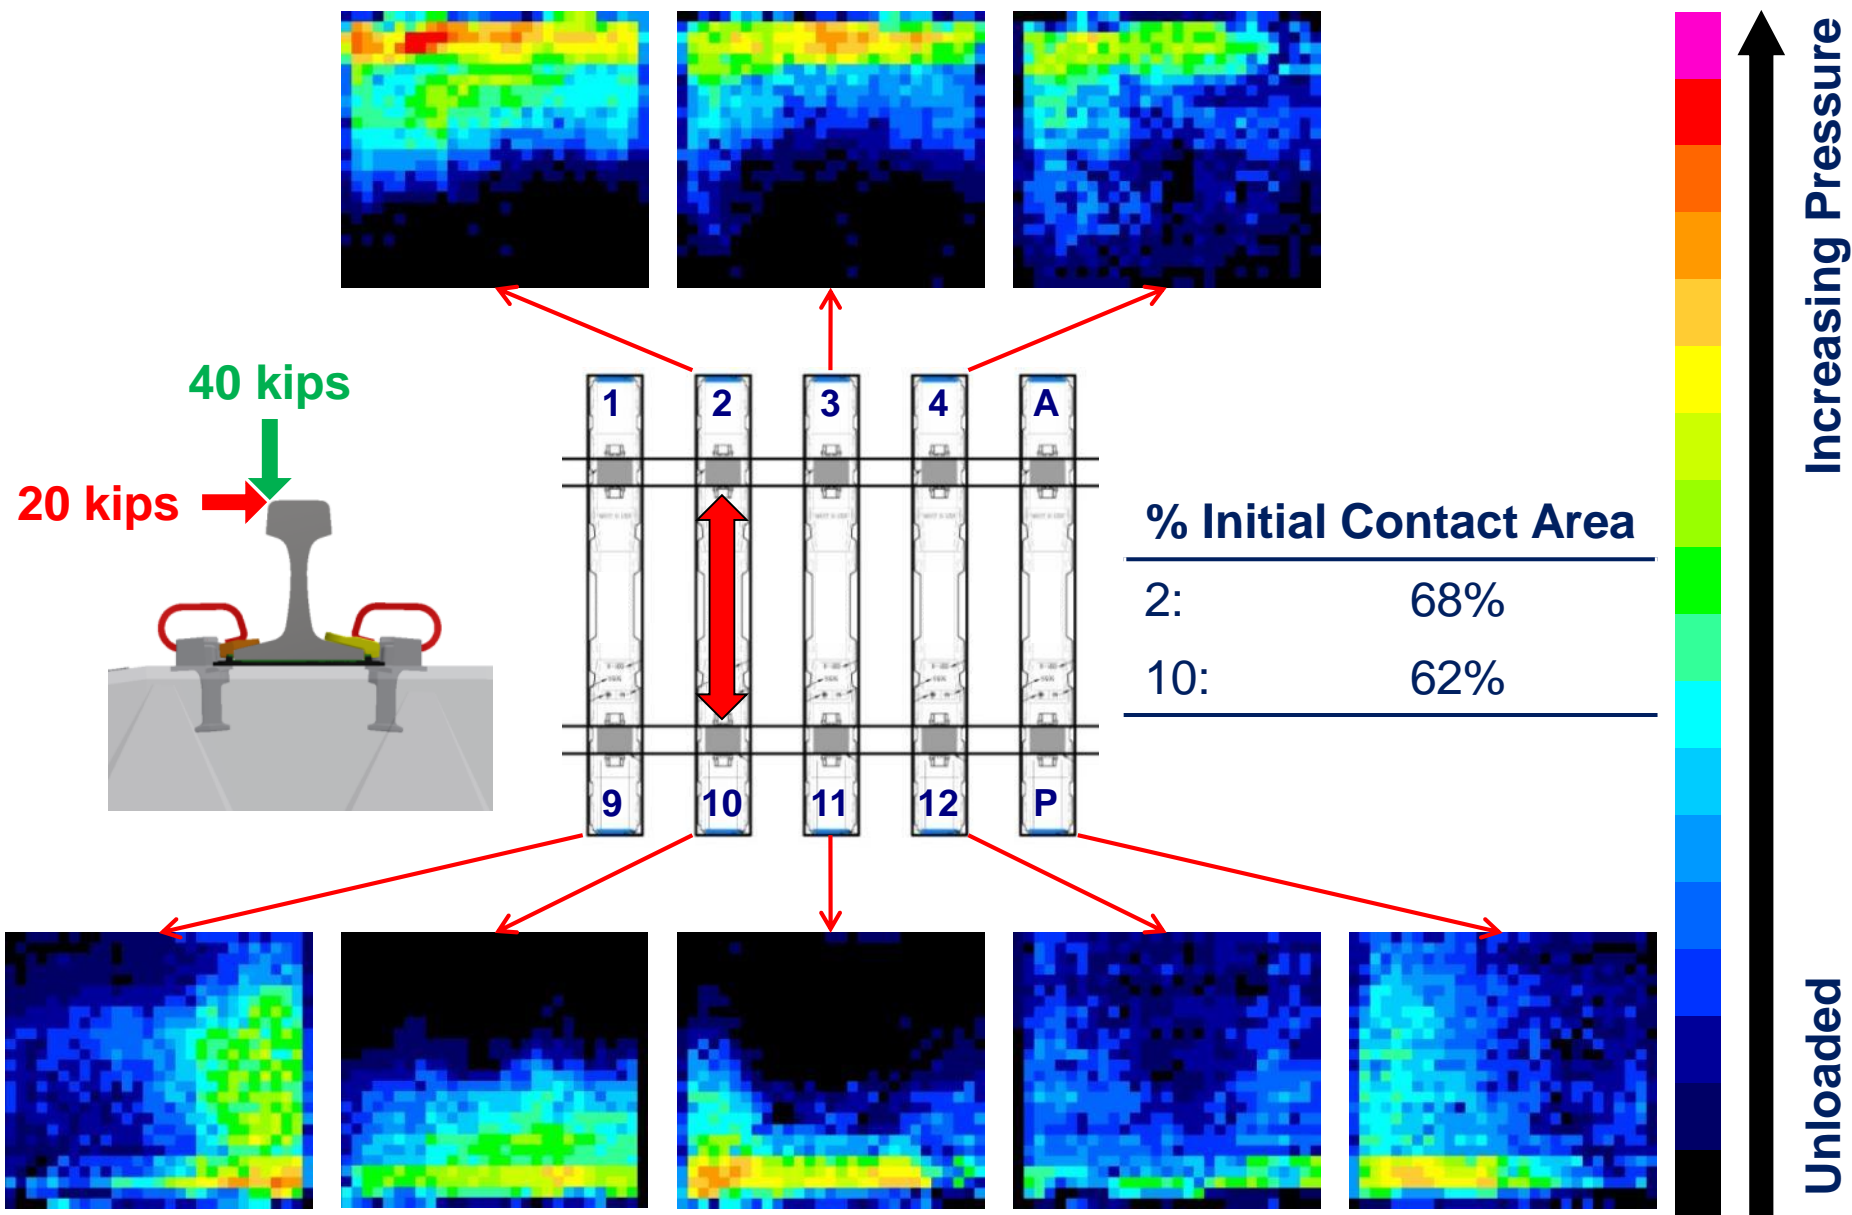 40 kips
20 kips
1 2 3 4 A
9 10 11 12 P
% Initial Contact Area
2: 68%
10: 62%
Increasing Pressure
Unloaded